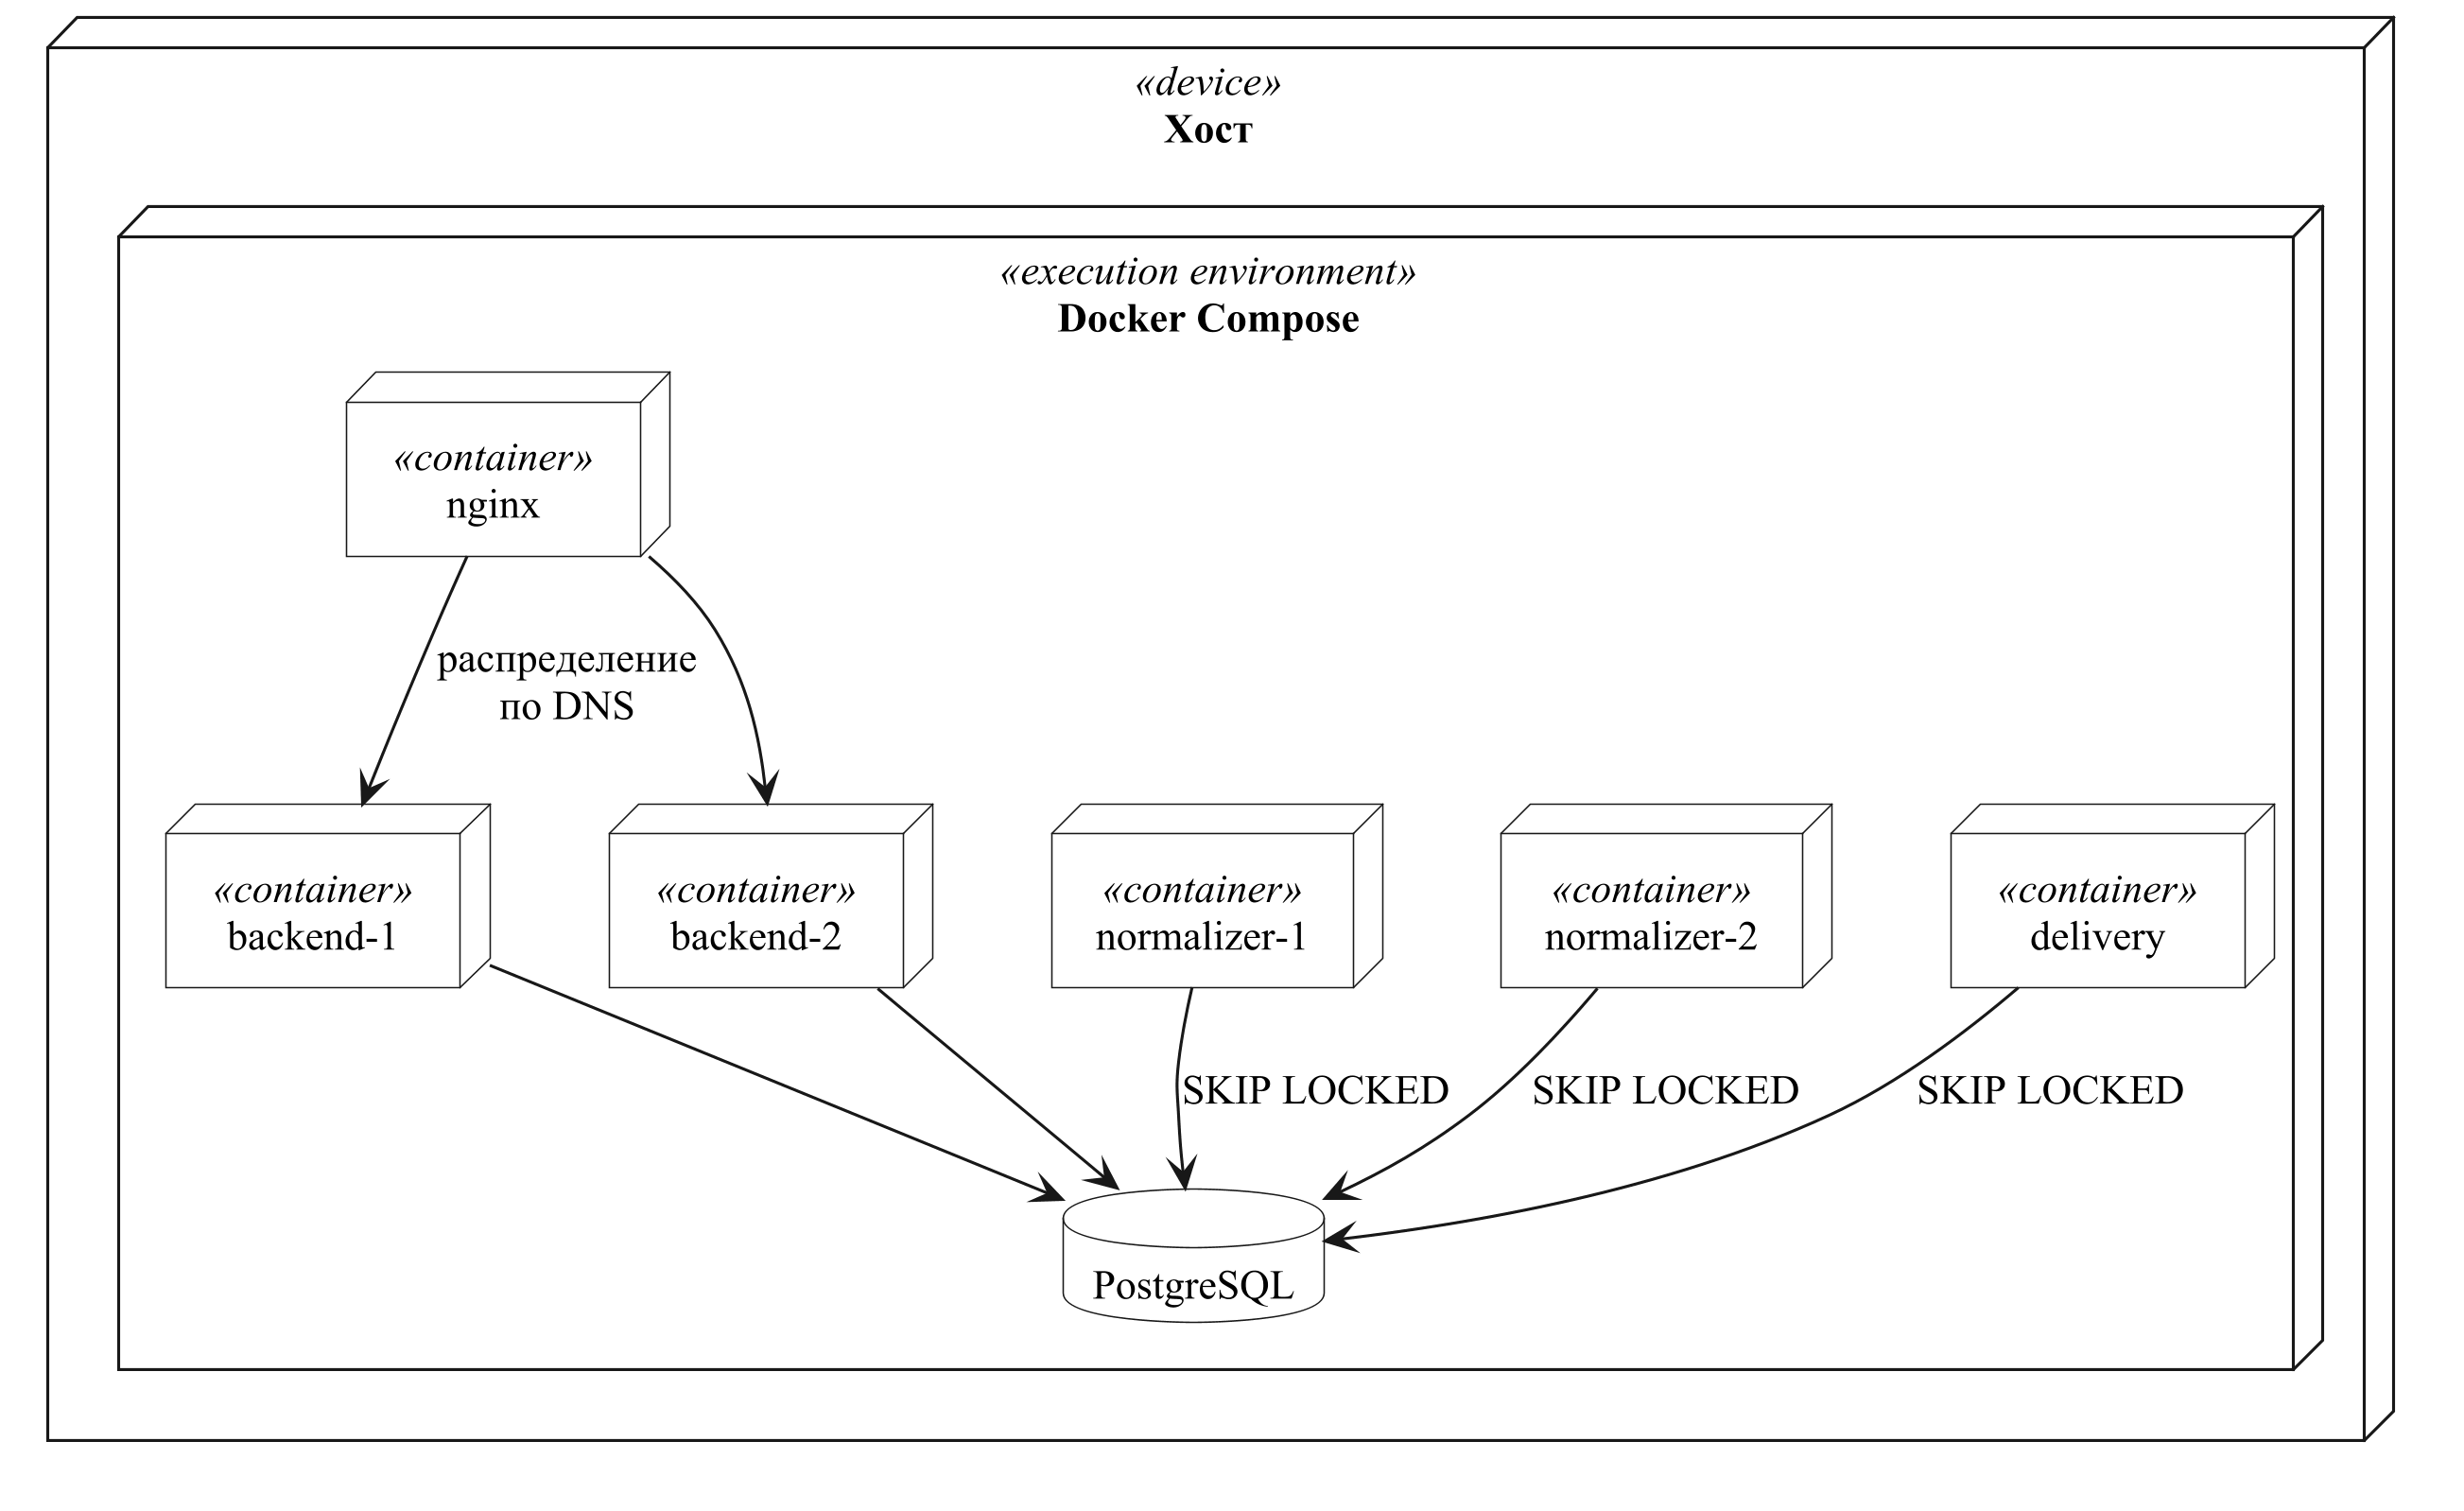 «device»
Хост
«execution environment»
Docker Compose
«container»
nginx
распределение
по DNS
«container»
backend-1
«container»
backend-2
«container»
normalizer-1
«container»
normalizer-2
«container»
delivery
SKIP LOCKED
SKIP LOCKED
SKIP LOCKED
PostgreSQL